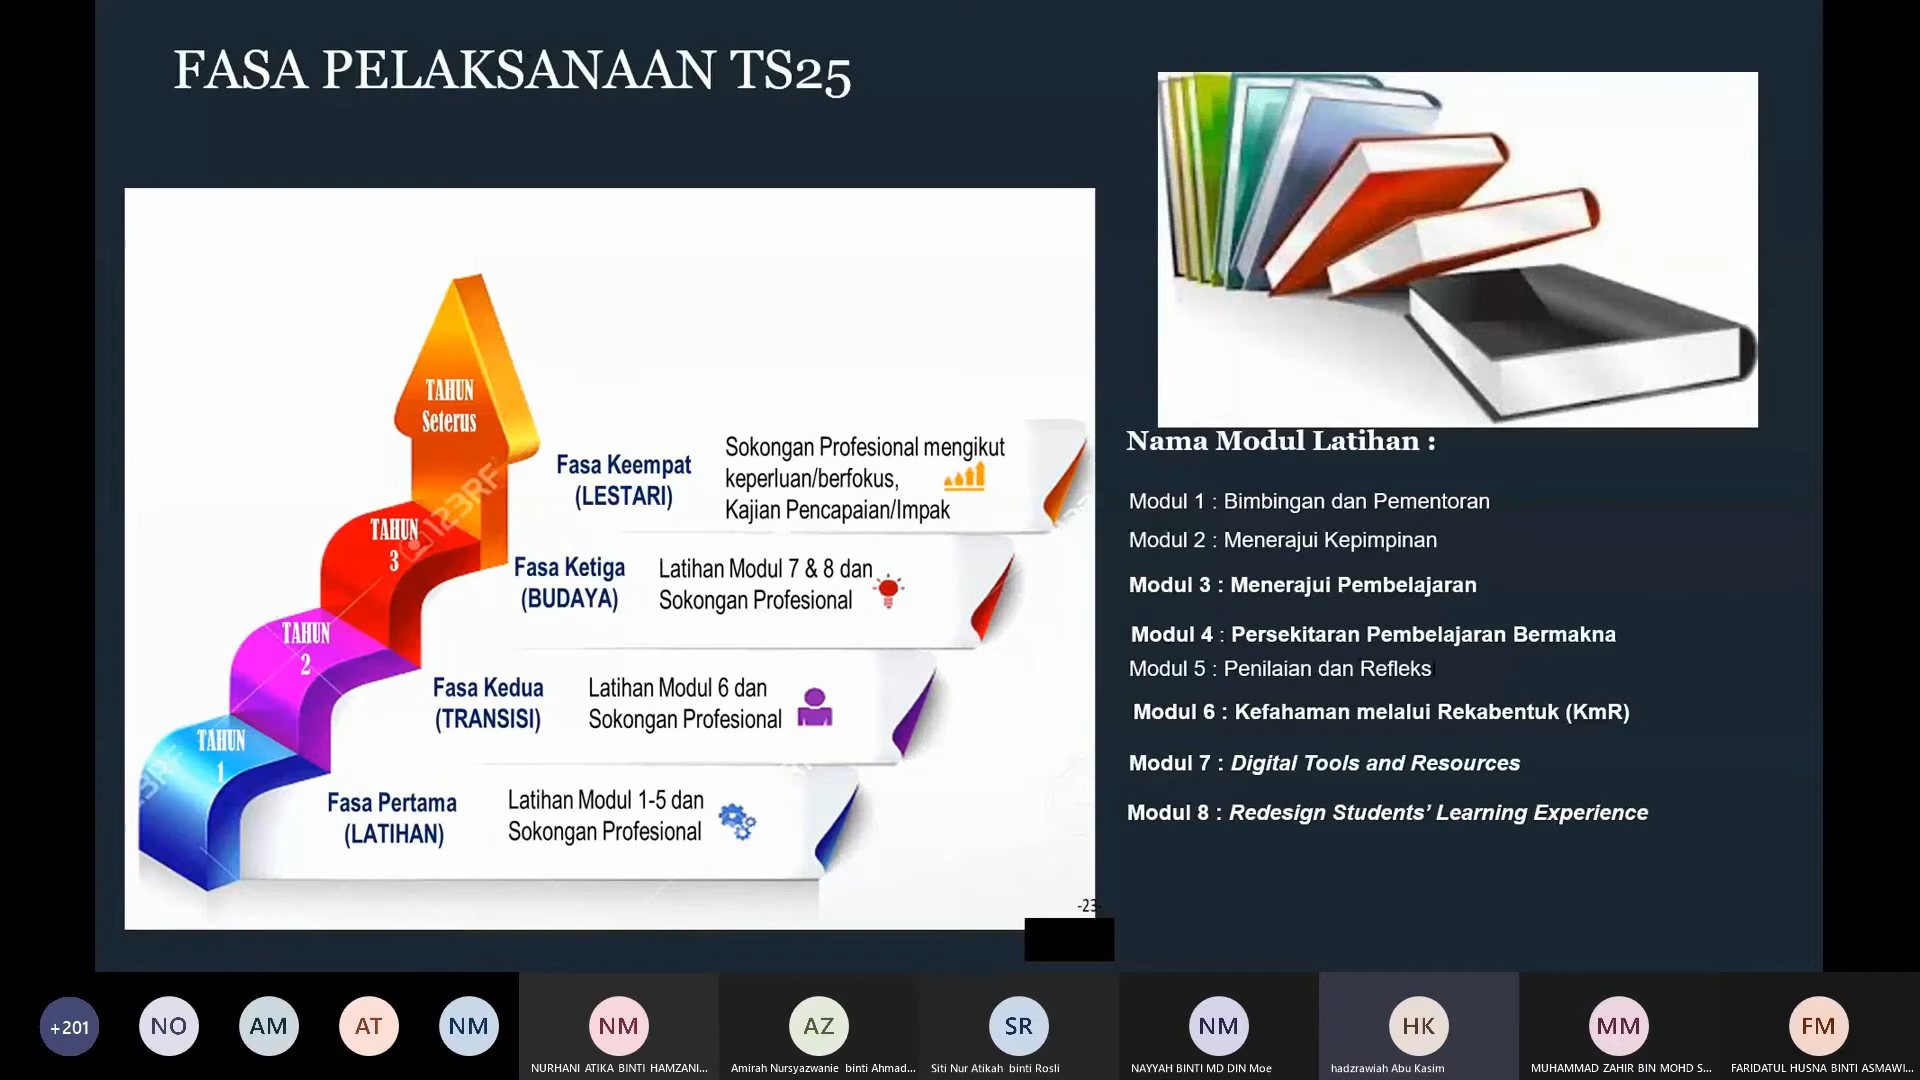 FASA PELAKSANAAN TS25
TAHUN
Seterus
Fasa Keempat
(LESTARI)
Sokongan Profesional mengikut
keperluan/berfokus,
Kajian Pencapaian/Impak
TAHUN
3
Fasa Ketiga
(BUDAYA)
Latihan Modul 7 & 8 dan
Sokongan Profesional
TAHUN
2
Fasa Kedua
(TRANSISI)
Latihan Modul 6 dan
Sokongan Profesional
TAHUN
1
Fasa Pertama
(LATIHAN)
Latihan Modul 1-5 dan
Sokongan Profesional
123RF
-23-
Nama Modul Latihan :
Modul 1 : Bimbingan dan Pementoran
Modul 2 : Menerajui Kepimpinan
Modul 3 : Menerajui Pembelajaran
Modul 4 : Persekitaran Pembelajaran Bermakna
Modul 5 : Penilaian dan Refleks
Modul 6 : Kefahaman melalui Rekabentuk (KmR)
Modul 7 : Digital Tools and Resources
Modul 8 : Redesign Students’ Learning Experience
+201
NO
AM
AT
NM
NM
AZ
SR
NM
HK
MM
FM
NURHANI ATIKA BINTI HAMZANI...
Amirah Nursyazwanie binti Ahmad...
Siti Nur Atikah binti Rosli
NAYYAH BINTI MD DIN Moe
hadzrawiah Abu Kasim
MUHAMMAD ZAHIR BIN MOHD S...
FARIDATUL HUSNA BINTI ASMAWI...